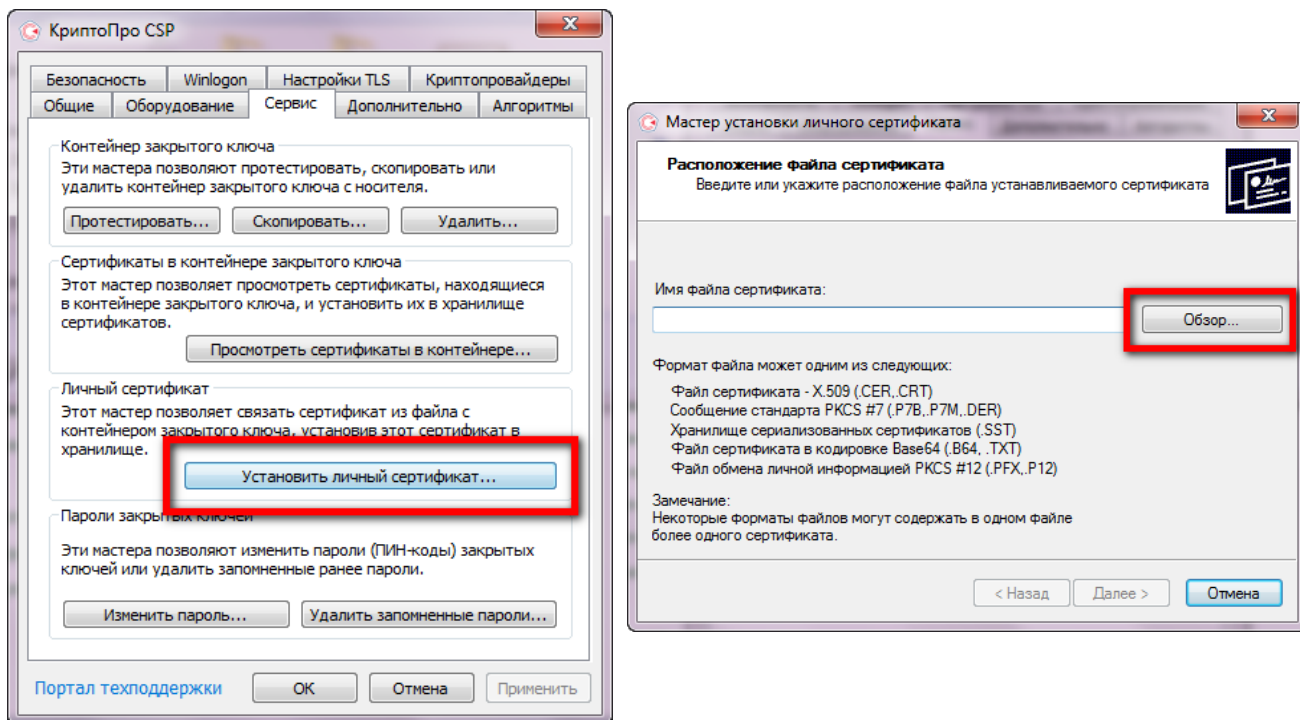 КриптоПро CSP
Безопасность Winlogon Настройки TLS Криптопровайдеры
Общие Оборудование Сервис Дополнительно Алгоритмы
Контейнер закрытого ключа
Эти мастера позволяют протестировать, скопировать или
удалить контейнер закрытого ключа с носителя.
Протестировать... Скопировать... Удалить...
Сертификаты в контейнере закрытого ключа
Этот мастер позволяет просмотреть сертификаты, находящиеся
в контейнере закрытого ключа, и установить их в хранилище
сертификатов.
Просмотреть сертификаты в контейнере...
Личный сертификат
Этот мастер позволяет связать сертификат из файла с
контейнером закрытого ключа, установив этот сертификат в
хранилище.
Установить личный сертификат...
Пароли закрытых ключей
Эти мастера позволяют изменить пароли (ПИН-коды) закрытых
ключей или удалить запомненные ранее пароли.
Изменить пароль... Удалить запомненные пароли...
Портал техподдержки ОК Отмена Применить
Мастер установки личного сертификата
Расположение файла сертификата
Введите или укажите расположение файла устанавливаемого сертификата
Имя файла сертификата:
Обзор...
Формат файла может одним из следующих:
Файл сертификата - X.509 (.CER,.CRT)
Сообщение стандарта PKCS #7 (.P7B,.P7M,.DER)
Хранилище сериализованных сертификатов (.SST)
Файл сертификата в кодировке Base64 (.B64, .TXT)
Файл обмена личной информацией PKCS #12 (.PFX,.P12)
Замечание:
Некоторые форматы файлов могут содержать в одном файле
более одного сертификата.
< Назад Далее > Отмена